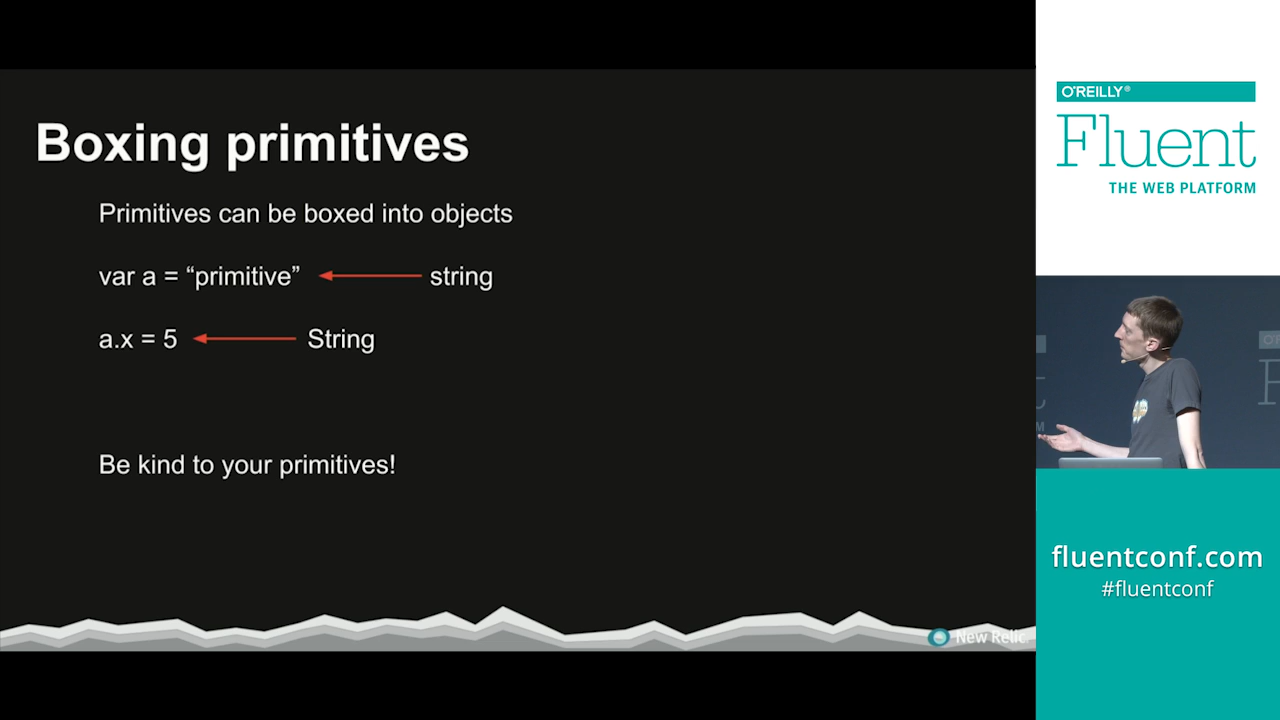 Boxing primitives
Primitives can be boxed into objects
var a = “primitive” string
a.x = 5 String
Be kind to your primitives!
New Relic
O'REILLY®
Fluent
THE WEB PLATFORM
fluentconf.com
#fluentconf